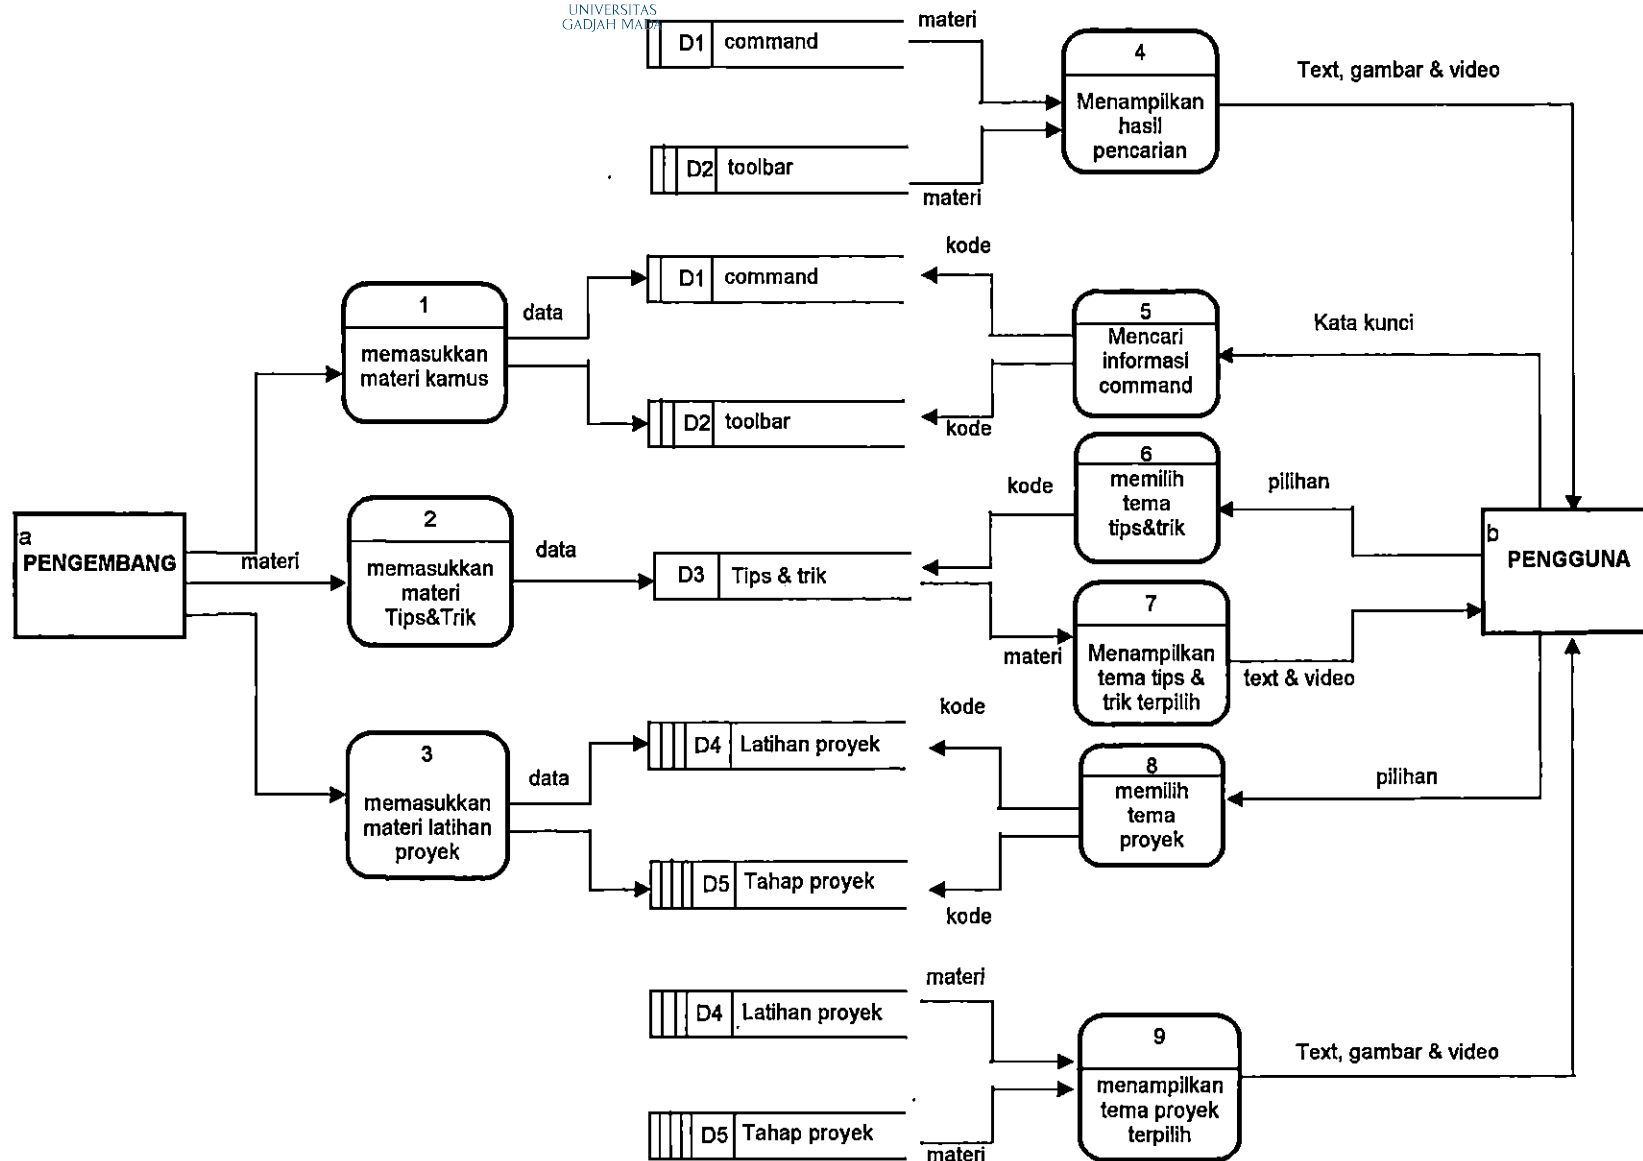 UNIVERSITAS
GADJAH MADA
materi
D1 command
4
Menampilkan
hasil
pencarian
Text, gambar & video
D2 toolbar
materi
kode
D1 command
1
memasukkan
materi kamus
data
5
Mencari
informasi
command
Kata kunci
D2 toolbar
kode
6
memilih
tema
tips&trik
kode
pilihan
a
PENGEMBANG
materi
2
memasukkan
materi
Tips&Trik
data
D3 Tips & trik
b
PENGGUNA
7
Menampilkan
tema tips &
trik terpilih
materi
text & video
kode
D4 Latihan proyek
3
memasukkan
materi latihan
proyek
data
8
memilih
tema
proyek
pilihan
D5 Tahap proyek
kode
materi
D4 Latihan proyek
9
menampilkan
tema proyek
terpilih
Text, gambar & video
D5 Tahap proyek
materi